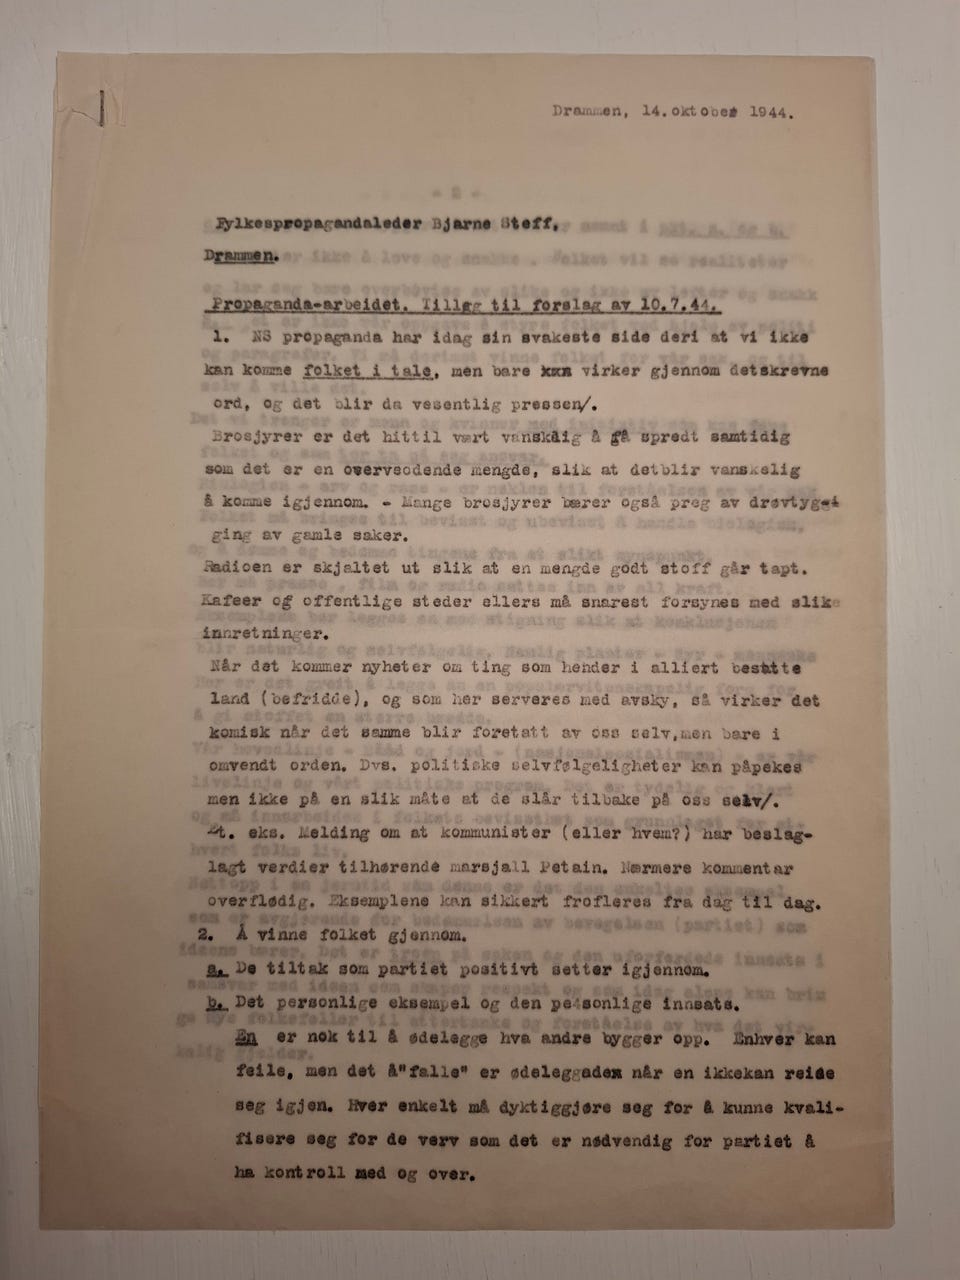 Drammen, 14.oktober 1944.
Fylkespropagandaleder Bjarne Steff,
Drammen.
Propaganda-arbeidet. Tillæg til forslag av 10.7.44.
1. NS propaganda har idag sin svakeste side deri at vi ikke
kan komme folket i tale, men bare xxn virker gjennom detskrevne
ord, og det blir da vesentlig pressen/.
Brosjyrer er det hittil vært vansklig å få spredt samtidig
som det er en overveodende mengde, slik at detblir vanskelig
å komme igjennom. - Mange brosjyrer bærer også preg av drøvtyg-
ging av gamle saker.
Radioen er skjaltet ut slik at en mengde godt stoff går tapt.
Kafeer og offentlige steder ellers må snarest forsynes med slike
innretninger.
Når det kommer nyheter om ting som hender i alliert besatte
land (befridde), og som her serveres med avsky, så virker det
komisk når det samme blir foretatt av oss selv,men bare i
omvendt orden. Dvs. politiske selvfølgeligheter kan påpekes
men ikke på en slik måte at de slår tilbake på oss selv/.
-t. eks. Melding om at kommunister (eller hvem?) har beslag-
lagt verdier tilhørende marsjall Petain. Nærmere kommentar
overflødig. Eksemplene kan sikkert frofleres fra dag til dag.
2. Å vinne folket gjennom.
a. De tiltak som partiet positivt setter igjennom.
b. Det personlige eksempel og den personlige innsats.
En er nok til å ødelegge hva andre bygger opp. Enhver kan
feile, men det å"falle" er ødeleggaden når en ikkekan reise
seg igjen. Hver enkelt må dyktiggjøre seg for å kunne kvali-
fisere seg for de verv som det er nødvendig for partiet å
ha kontroll med og over.